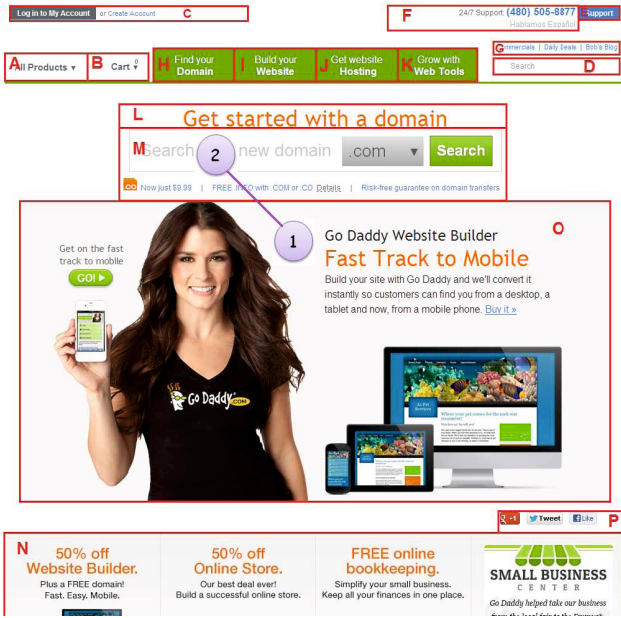 Log in to My Account or Create Account C
F 24/7 Support: (480) 505-8877 E Support
Hablamos Español
G Commercials | Daily Deals | Bob's Blog
A All Products ▾ B Cart 0 ▾
H Find your Domain
I Build your Website
J Get website Hosting
K Grow with Web Tools
Search D
L Get started with a domain
M Search new domain .com ▼ Search
2
.co Now just $9.99 | FREE .INFO with .COM or .CO Details | Risk-free guarantee on domain transfers
1
O
Get on the fast
track to mobile
GO!
Go Daddy Website Builder
Fast Track to Mobile
Build your site with Go Daddy and we'll convert it
instantly so customers can find you from a desktop, a
tablet and now, from a mobile phone. Buy it »
Go Daddy .COM
g +1 Tweet Like P
N
50% off
Website Builder.
Plus a FREE domain!
Fast. Easy. Mobile.
50% off
Online Store.
Our best deal ever!
Build a successful online store.
FREE online
bookkeeping.
Simplify your small business.
Keep all your finances in one place.
SMALL BUSINESS
CENTER
Go Daddy helped take our business